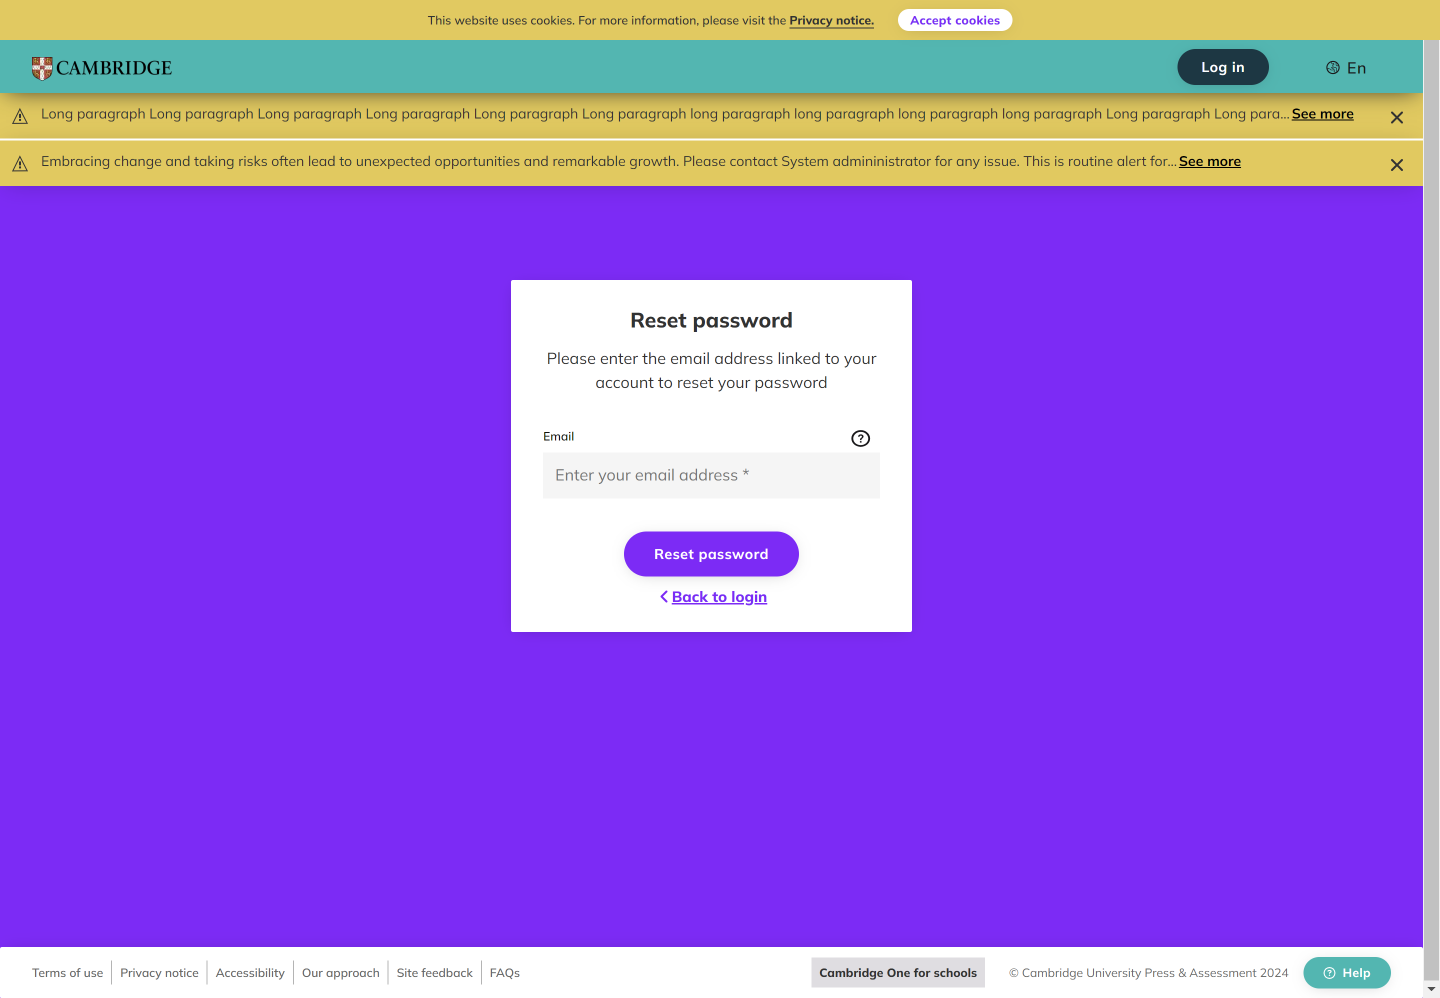 This website uses cookies. For more information, please visit the Privacy notice. Accept cookies
CAMBRIDGE
Log in
En
Long paragraph Long paragraph Long paragraph Long paragraph Long paragraph Long paragraph long paragraph long paragraph long paragraph long paragraph Long paragraph Long para... See more
Embracing change and taking risks often lead to unexpected opportunities and remarkable growth. Please contact System admininistrator for any issue. This is routine alert for... See more
Reset password
Please enter the email address linked to your
account to reset your password
Email
Enter your email address *
Reset password
Back to login
Terms of use Privacy notice Accessibility Our approach Site feedback FAQs
Cambridge One for schools
© Cambridge University Press & Assessment 2024
Help